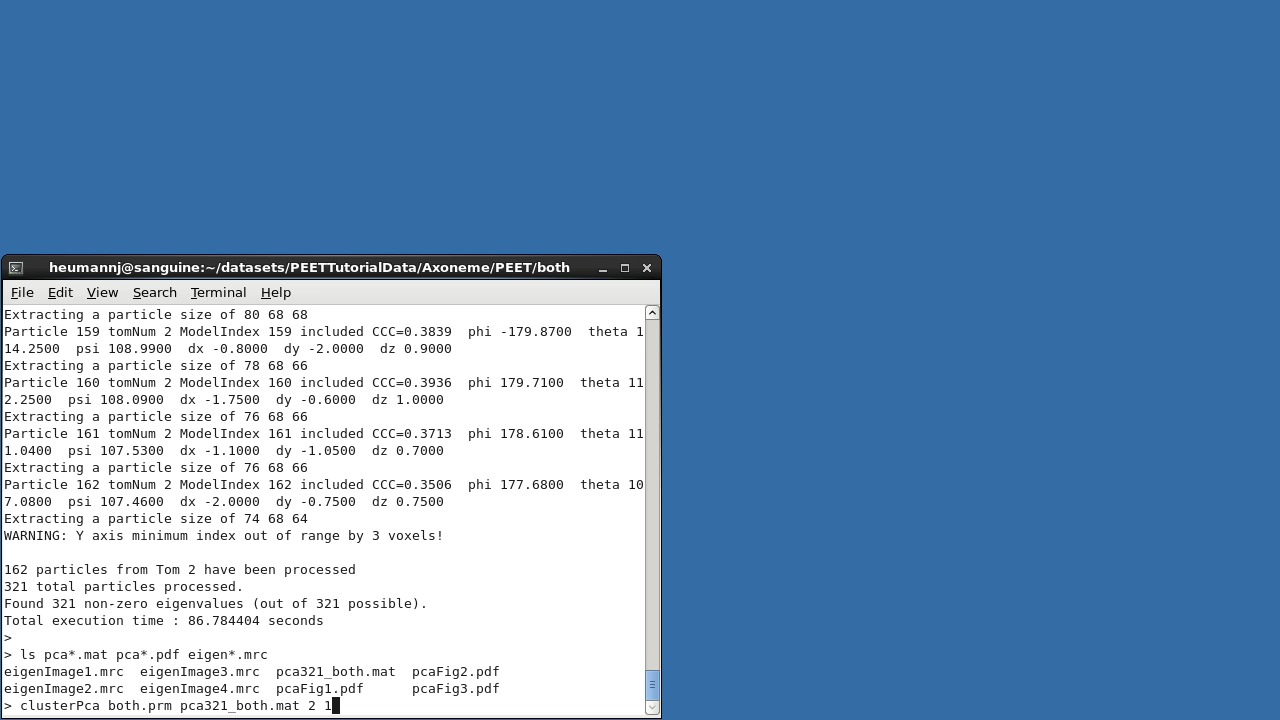 heumannj@sanguine:~/datasets/PEETTutorialData/Axoneme/PEET/both
File Edit View Search Terminal Help
Extracting a particle size of 80 68 68
Particle 159 tomNum 2 ModelIndex 159 included CCC=0.3839  phi -179.8700  theta 1
14.2500  psi 108.9900  dx -0.8000  dy -2.0000  dz 0.9000
Extracting a particle size of 78 68 66
Particle 160 tomNum 2 ModelIndex 160 included CCC=0.3936  phi 179.7100  theta 11
2.2500  psi 108.0900  dx -1.7500  dy -0.6000  dz 1.0000
Extracting a particle size of 76 68 66
Particle 161 tomNum 2 ModelIndex 161 included CCC=0.3713  phi 178.6100  theta 11
1.0400  psi 107.5300  dx -1.1000  dy -1.0500  dz 0.7000
Extracting a particle size of 76 68 66
Particle 162 tomNum 2 ModelIndex 162 included CCC=0.3506  phi 177.6800  theta 10
7.0800  psi 107.4600  dx -2.0000  dy -0.7500  dz 0.7500
Extracting a particle size of 74 68 64
WARNING: Y axis minimum index out of range by 3 voxels!
162 particles from Tom 2 have been processed
321 total particles processed.
Found 321 non-zero eigenvalues (out of 321 possible).
Total execution time : 86.784404 seconds
>
> ls pca*.mat pca*.pdf eigen*.mrc
eigenImage1.mrc  eigenImage3.mrc  pca321_both.mat  pcaFig2.pdf
eigenImage2.mrc  eigenImage4.mrc  pcaFig1.pdf      pcaFig3.pdf
> clusterPca both.prm pca321_both.mat 2 1